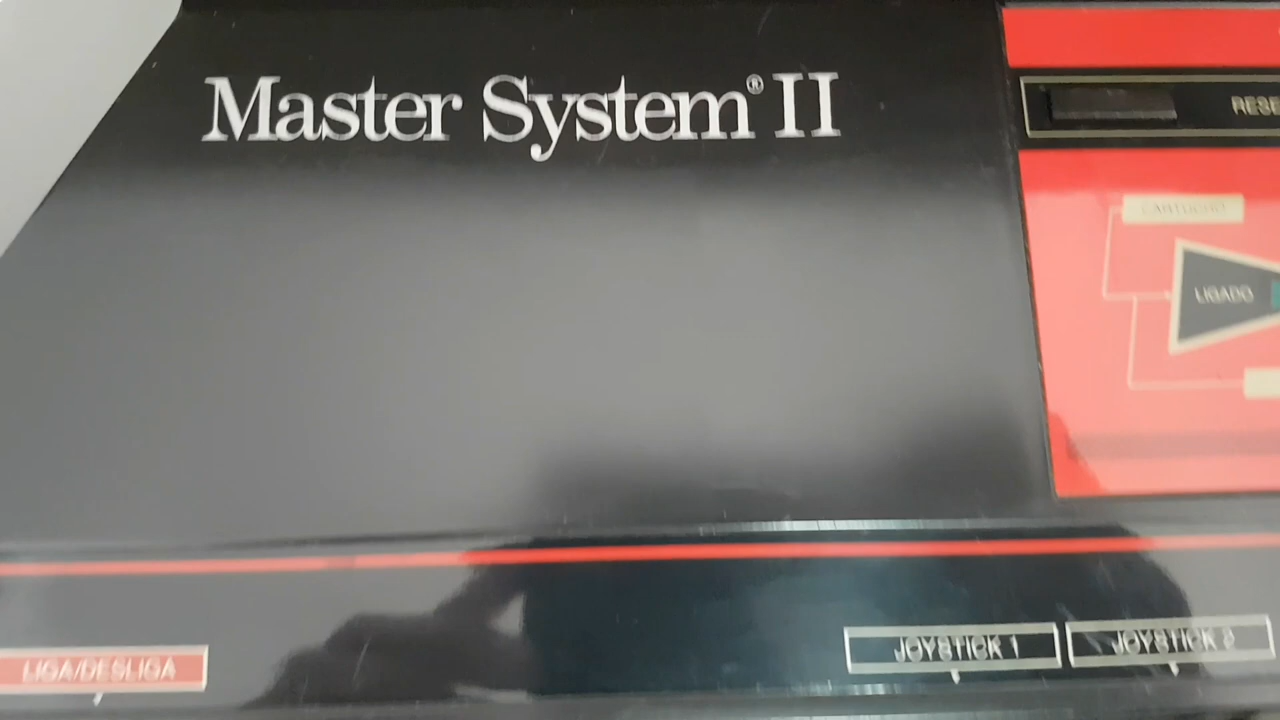 Master System® II
RESE
CARTUCHO
LIGADO
LIGA/DESLIGA
JOYSTICK 1
JOYSTICK 2